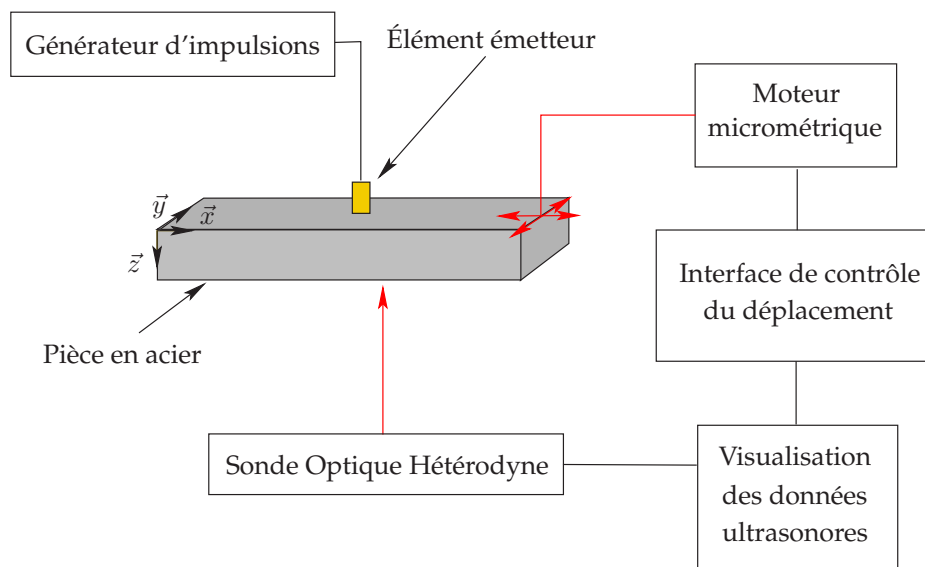 Générateur d'impulsions
Élément émetteur
Moteur
micrométrique
y⃗
x⃗
z⃗
Interface de contrôle
du déplacement
Pièce en acier
Sonde Optique Hétérodyne
Visualisation
des données
ultrasonores